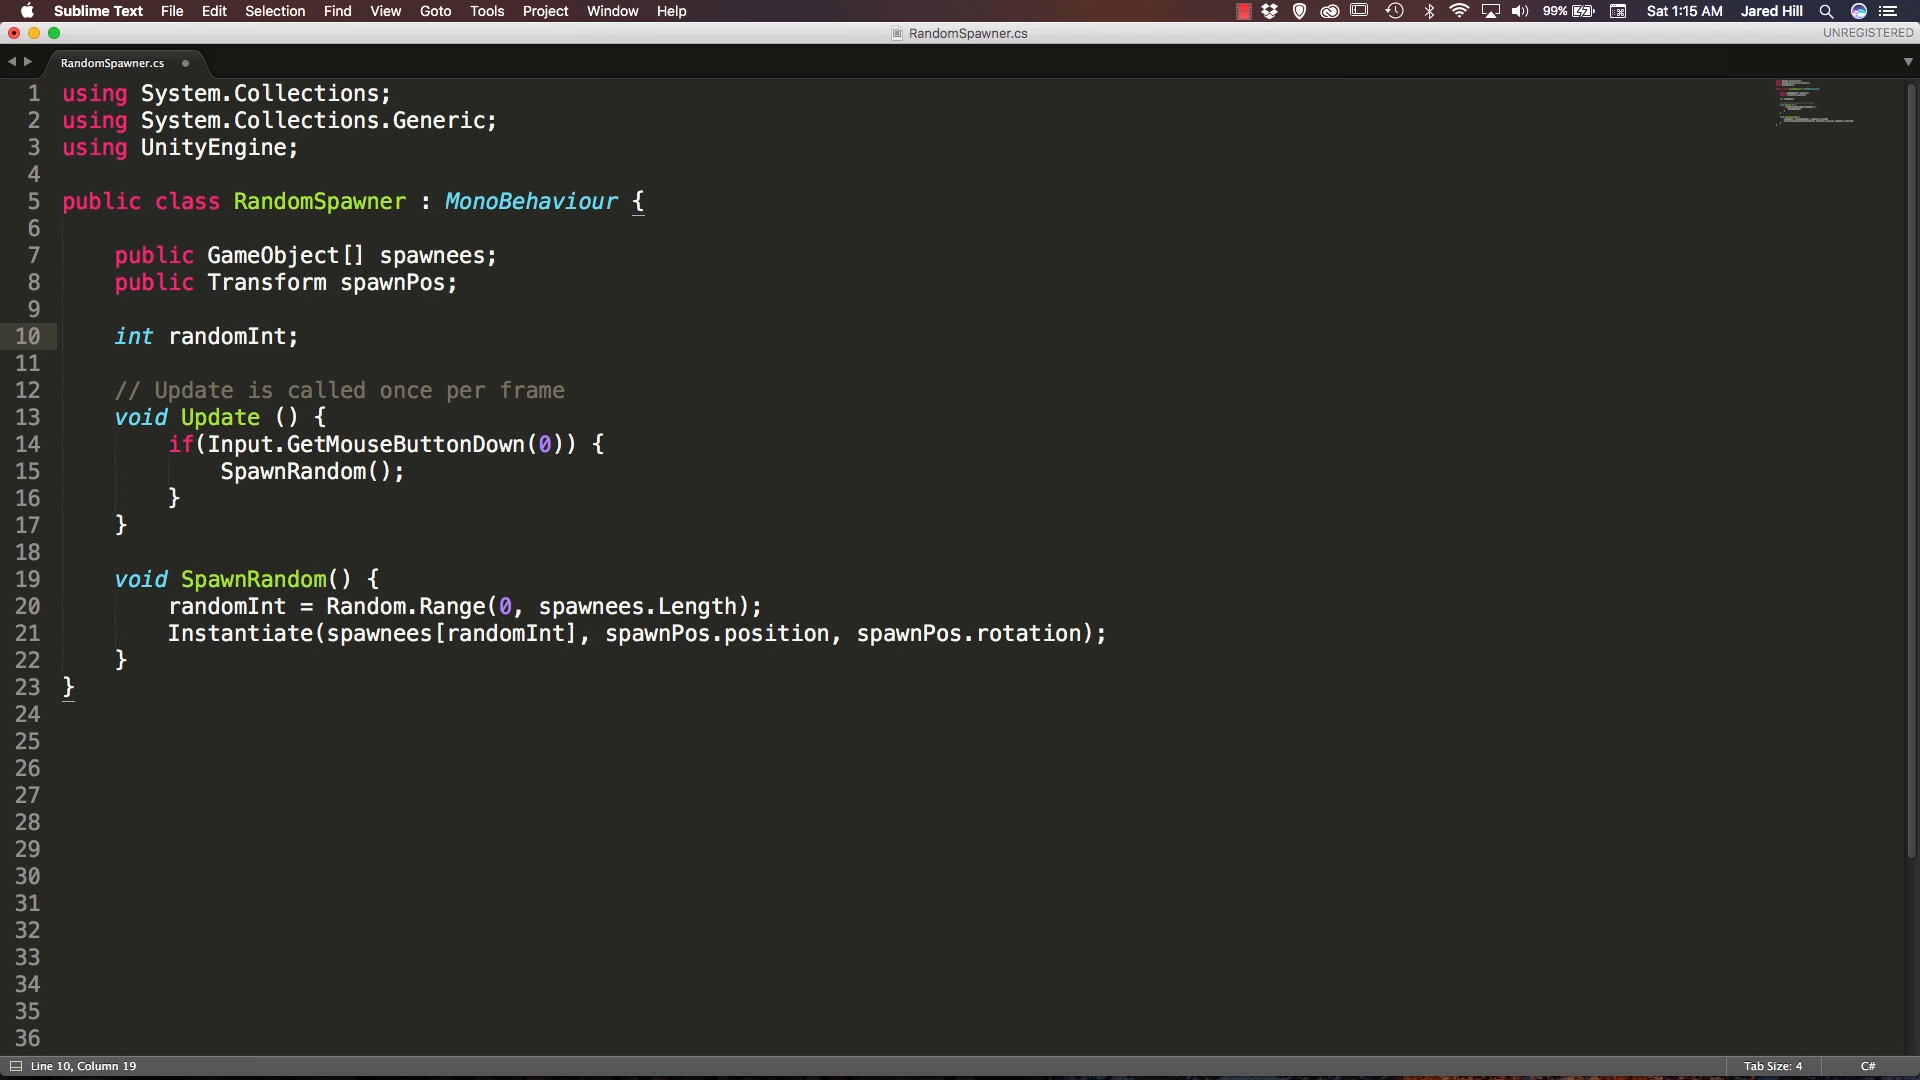 Sublime Text File Edit Selection Find View Goto Tools Project Window Help 99% Sat 1:15 AM Jared Hill
RandomSpawner.cs UNREGISTERED
RandomSpawner.cs
1 using System.Collections;
2 using System.Collections.Generic;
3 using UnityEngine;
4
5 public class RandomSpawner : MonoBehaviour {
6
7 public GameObject[] spawnees;
8 public Transform spawnPos;
9
10 int randomInt;
11
12 // Update is called once per frame
13 void Update () {
14 if(Input.GetMouseButtonDown(0)) {
15 SpawnRandom();
16 }
17 }
18
19 void SpawnRandom() {
20 randomInt = Random.Range(0, spawnees.Length);
21 Instantiate(spawnees[randomInt], spawnPos.position, spawnPos.rotation);
22 }
23 }
24
25
26
27
28
29
30
31
32
33
34
35
36
Line 10, Column 19 Tab Size: 4 C#